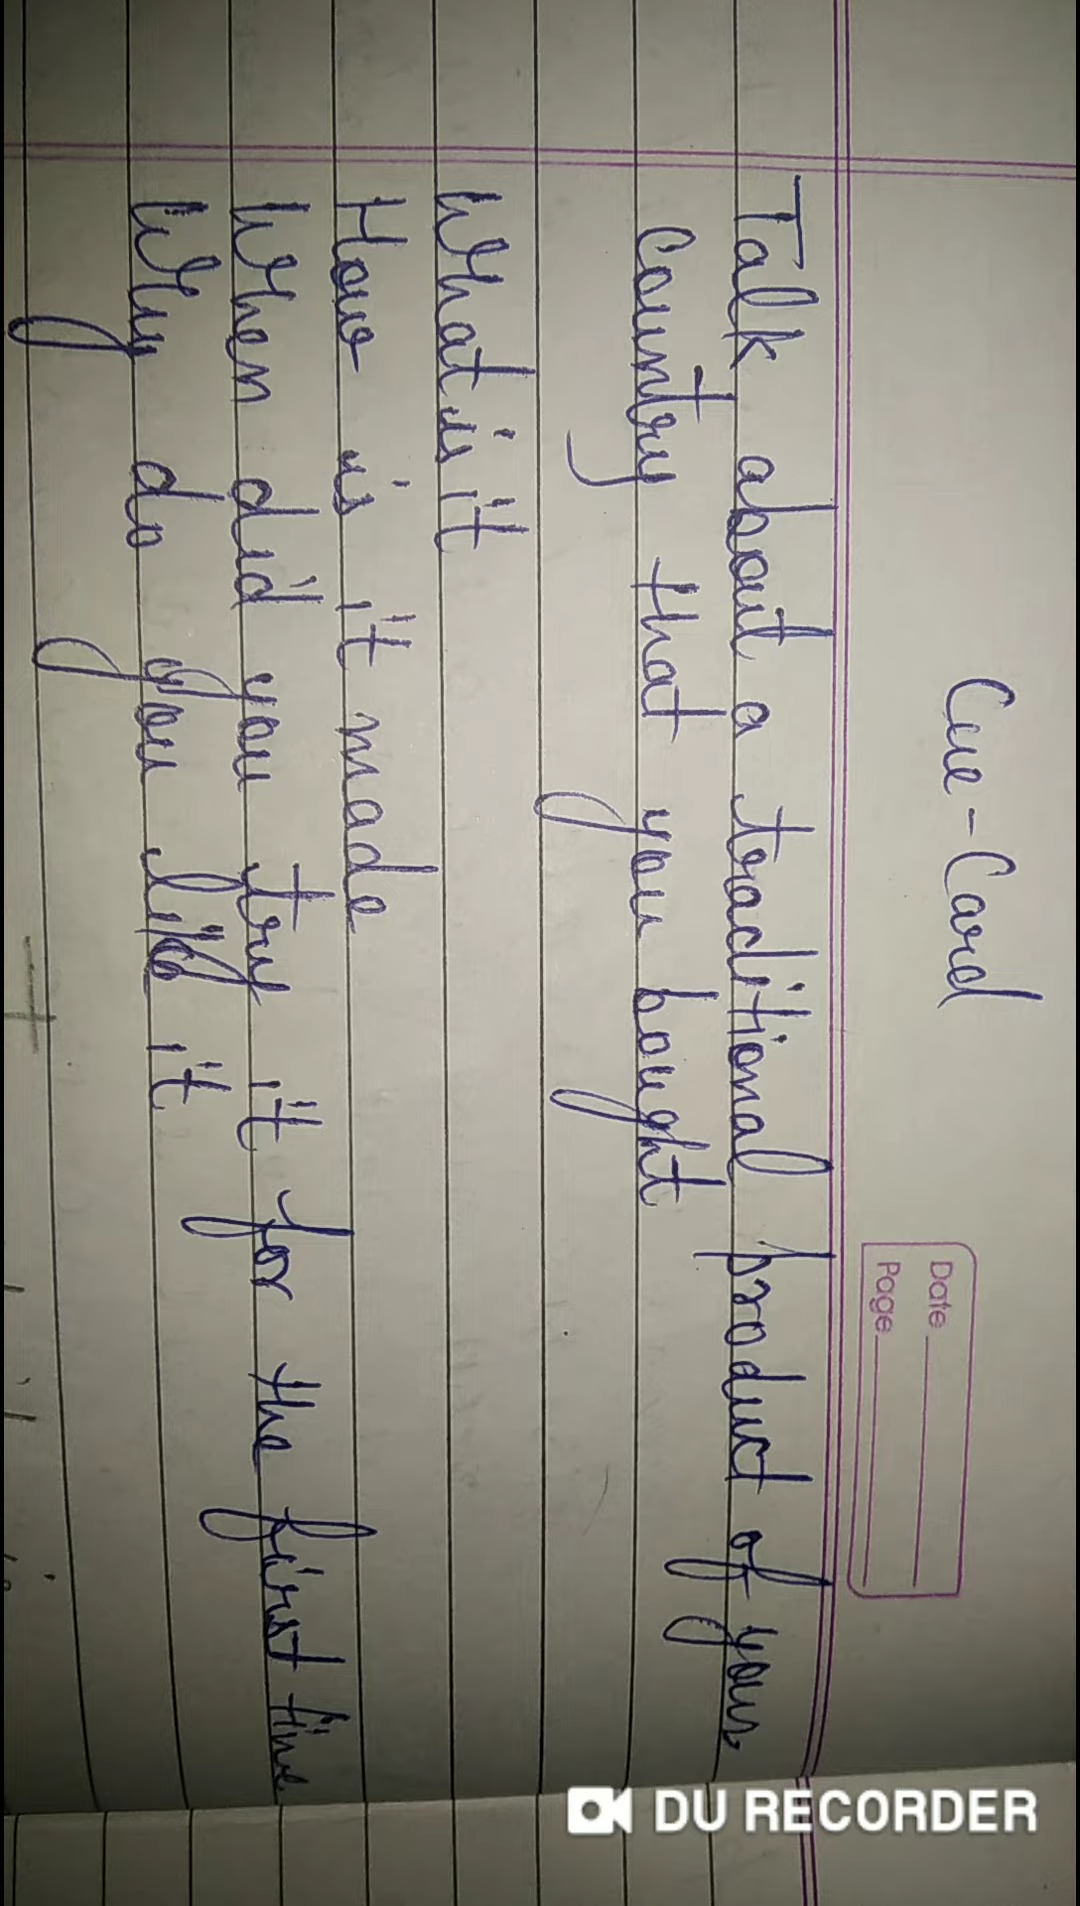 Cue-Card
Date
Page
Talk about a traditional product of your
Country that you bought
What is it
How is it made
When did you try it for the first time
Why do you like it
DU RECORDER